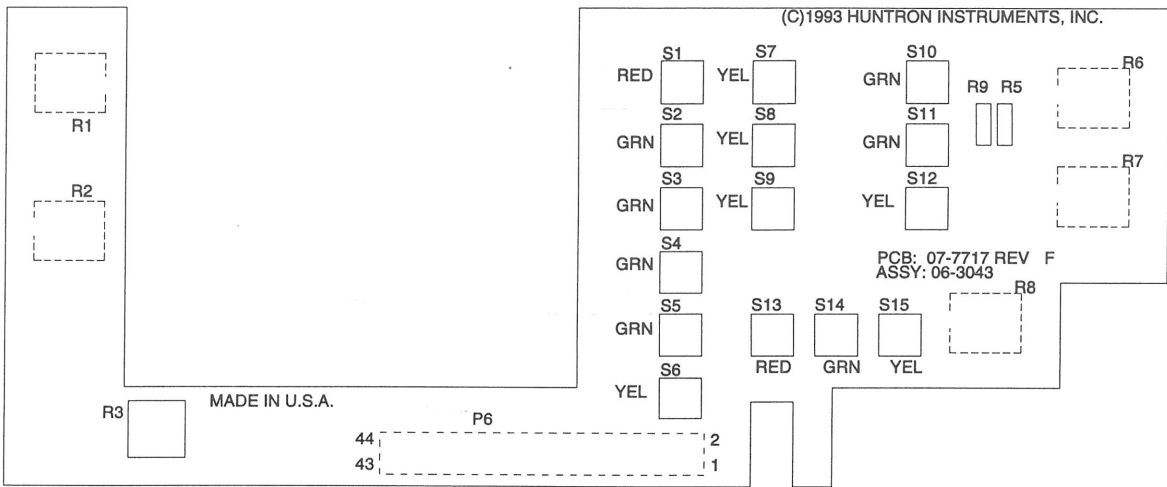 (C)1993 HUNTRON INSTRUMENTS, INC.
S1 S7 S10 R6
RED YEL GRN
R9 R5
R1
S2 S8 S11
GRN YEL GRN
R2 S3 S9 S12 R7
GRN YEL YEL
S4
GRN
PCB: 07-7717 REV F
ASSY: 06-3043
R8
S5 S13 S14 S15
GRN
RED GRN YEL
S6
YEL
R3 MADE IN U.S.A.
P6
44 2
43 1